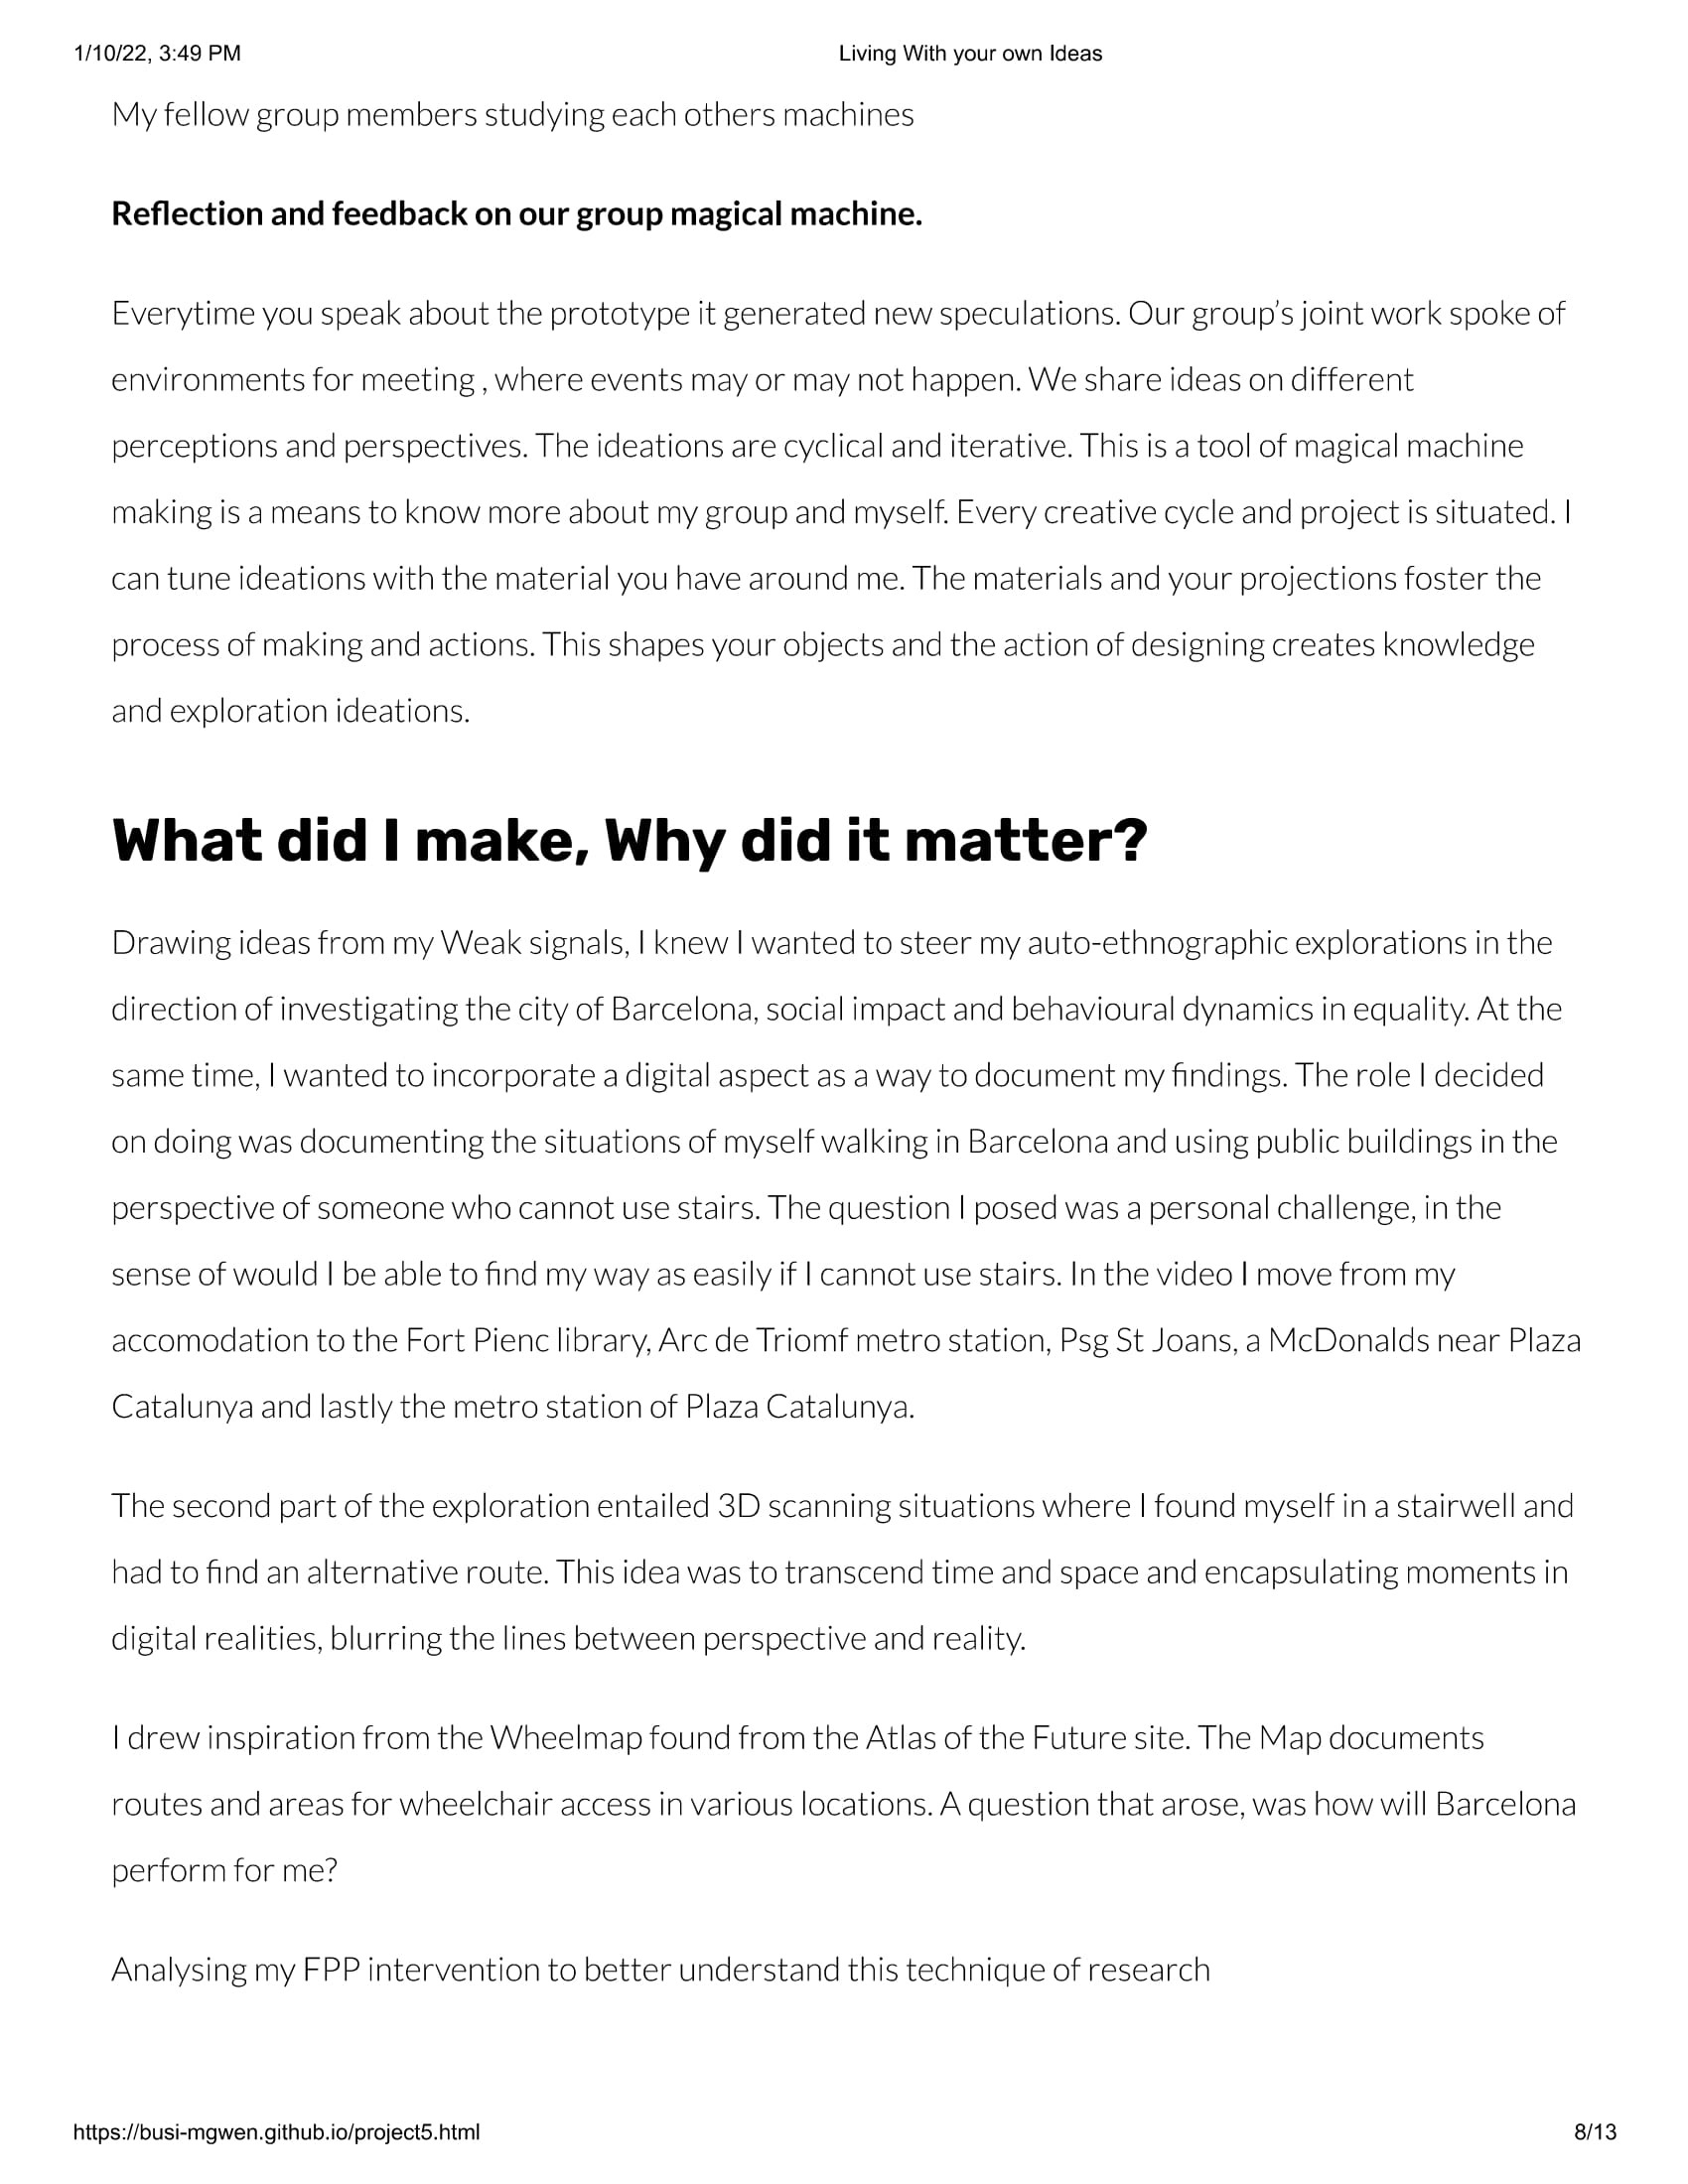 1/10/22, 3:49 PM
Living With your own Ideas
My fellow group members studying each others machines
Reflection and feedback on our group magical machine.
Everytime you speak about the prototype it generated new speculations. Our group’s joint work spoke of
environments for meeting , where events may or may not happen. We share ideas on different
perceptions and perspectives. The ideations are cyclical and iterative. This is a tool of magical machine
making is a means to know more about my group and myself. Every creative cycle and project is situated. I
can tune ideations with the material you have around me. The materials and your projections foster the
process of making and actions. This shapes your objects and the action of designing creates knowledge
and exploration ideations.
What did I make, Why did it matter?
Drawing ideas from my Weak signals, I knew I wanted to steer my auto-ethnographic explorations in the
direction of investigating the city of Barcelona, social impact and behavioural dynamics in equality. At the
same time, I wanted to incorporate a digital aspect as a way to document my findings. The role I decided
on doing was documenting the situations of myself walking in Barcelona and using public buildings in the
perspective of someone who cannot use stairs. The question I posed was a personal challenge, in the
sense of would I be able to find my way as easily if I cannot use stairs. In the video I move from my
accomodation to the Fort Pienc library, Arc de Triomf metro station, Psg St Joans, a McDonalds near Plaza
Catalunya and lastly the metro station of Plaza Catalunya.
The second part of the exploration entailed 3D scanning situations where I found myself in a stairwell and
had to find an alternative route. This idea was to transcend time and space and encapsulating moments in
digital realities, blurring the lines between perspective and reality.
I drew inspiration from the Wheelmap found from the Atlas of the Future site. The Map documents
routes and areas for wheelchair access in various locations. A question that arose, was how will Barcelona
perform for me?
Analysing my FPP intervention to better understand this technique of research
https://busi-mgwen.github.io/project5.html
8/13